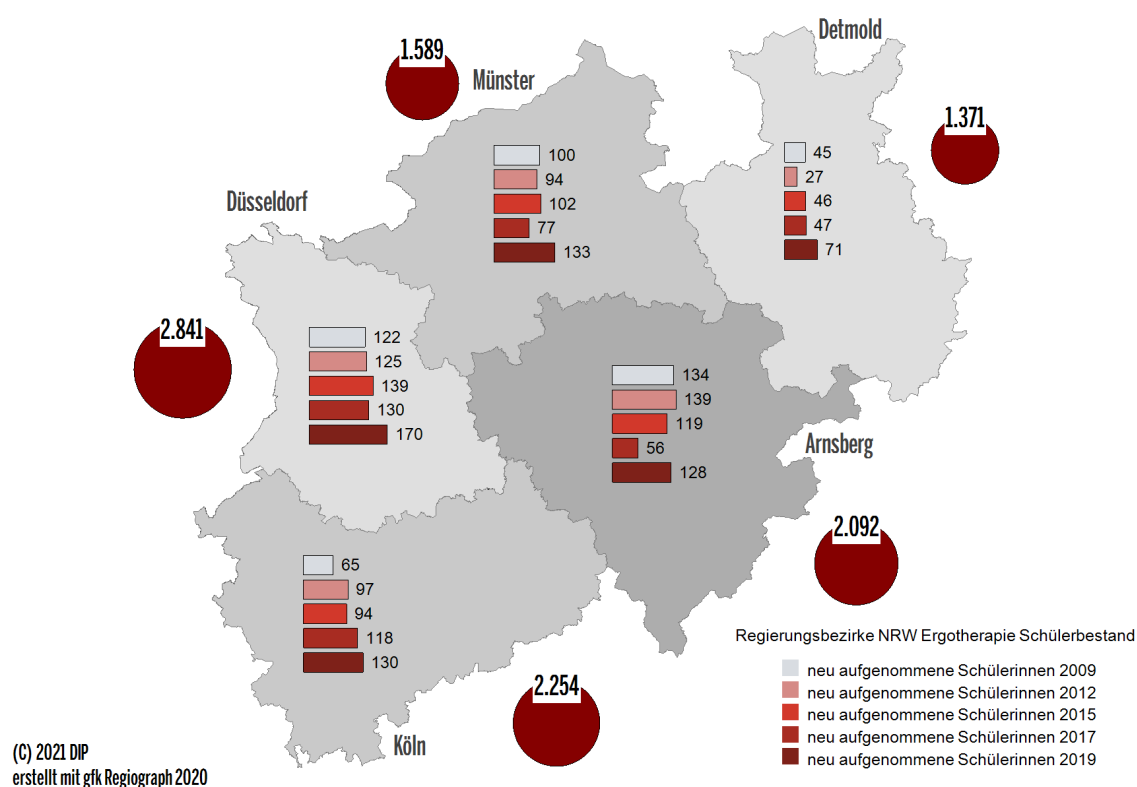 Detmold
1.589
Münster
1.371
100
94
102
77
133
45
27
46
47
71
Düsseldorf
2.841
122
125
139
130
170
134
139
119
56
128
Arnsberg
2.092
65
97
94
118
130
2.254
Köln
Regierungsbezirke NRW Ergotherapie Schülerbestand
neu aufgenommene Schülerinnen 2009
neu aufgenommene Schülerinnen 2012
neu aufgenommene Schülerinnen 2015
neu aufgenommene Schülerinnen 2017
neu aufgenommene Schülerinnen 2019
(C) 2021 DIP
erstellt mit gfk Regiograph 2020